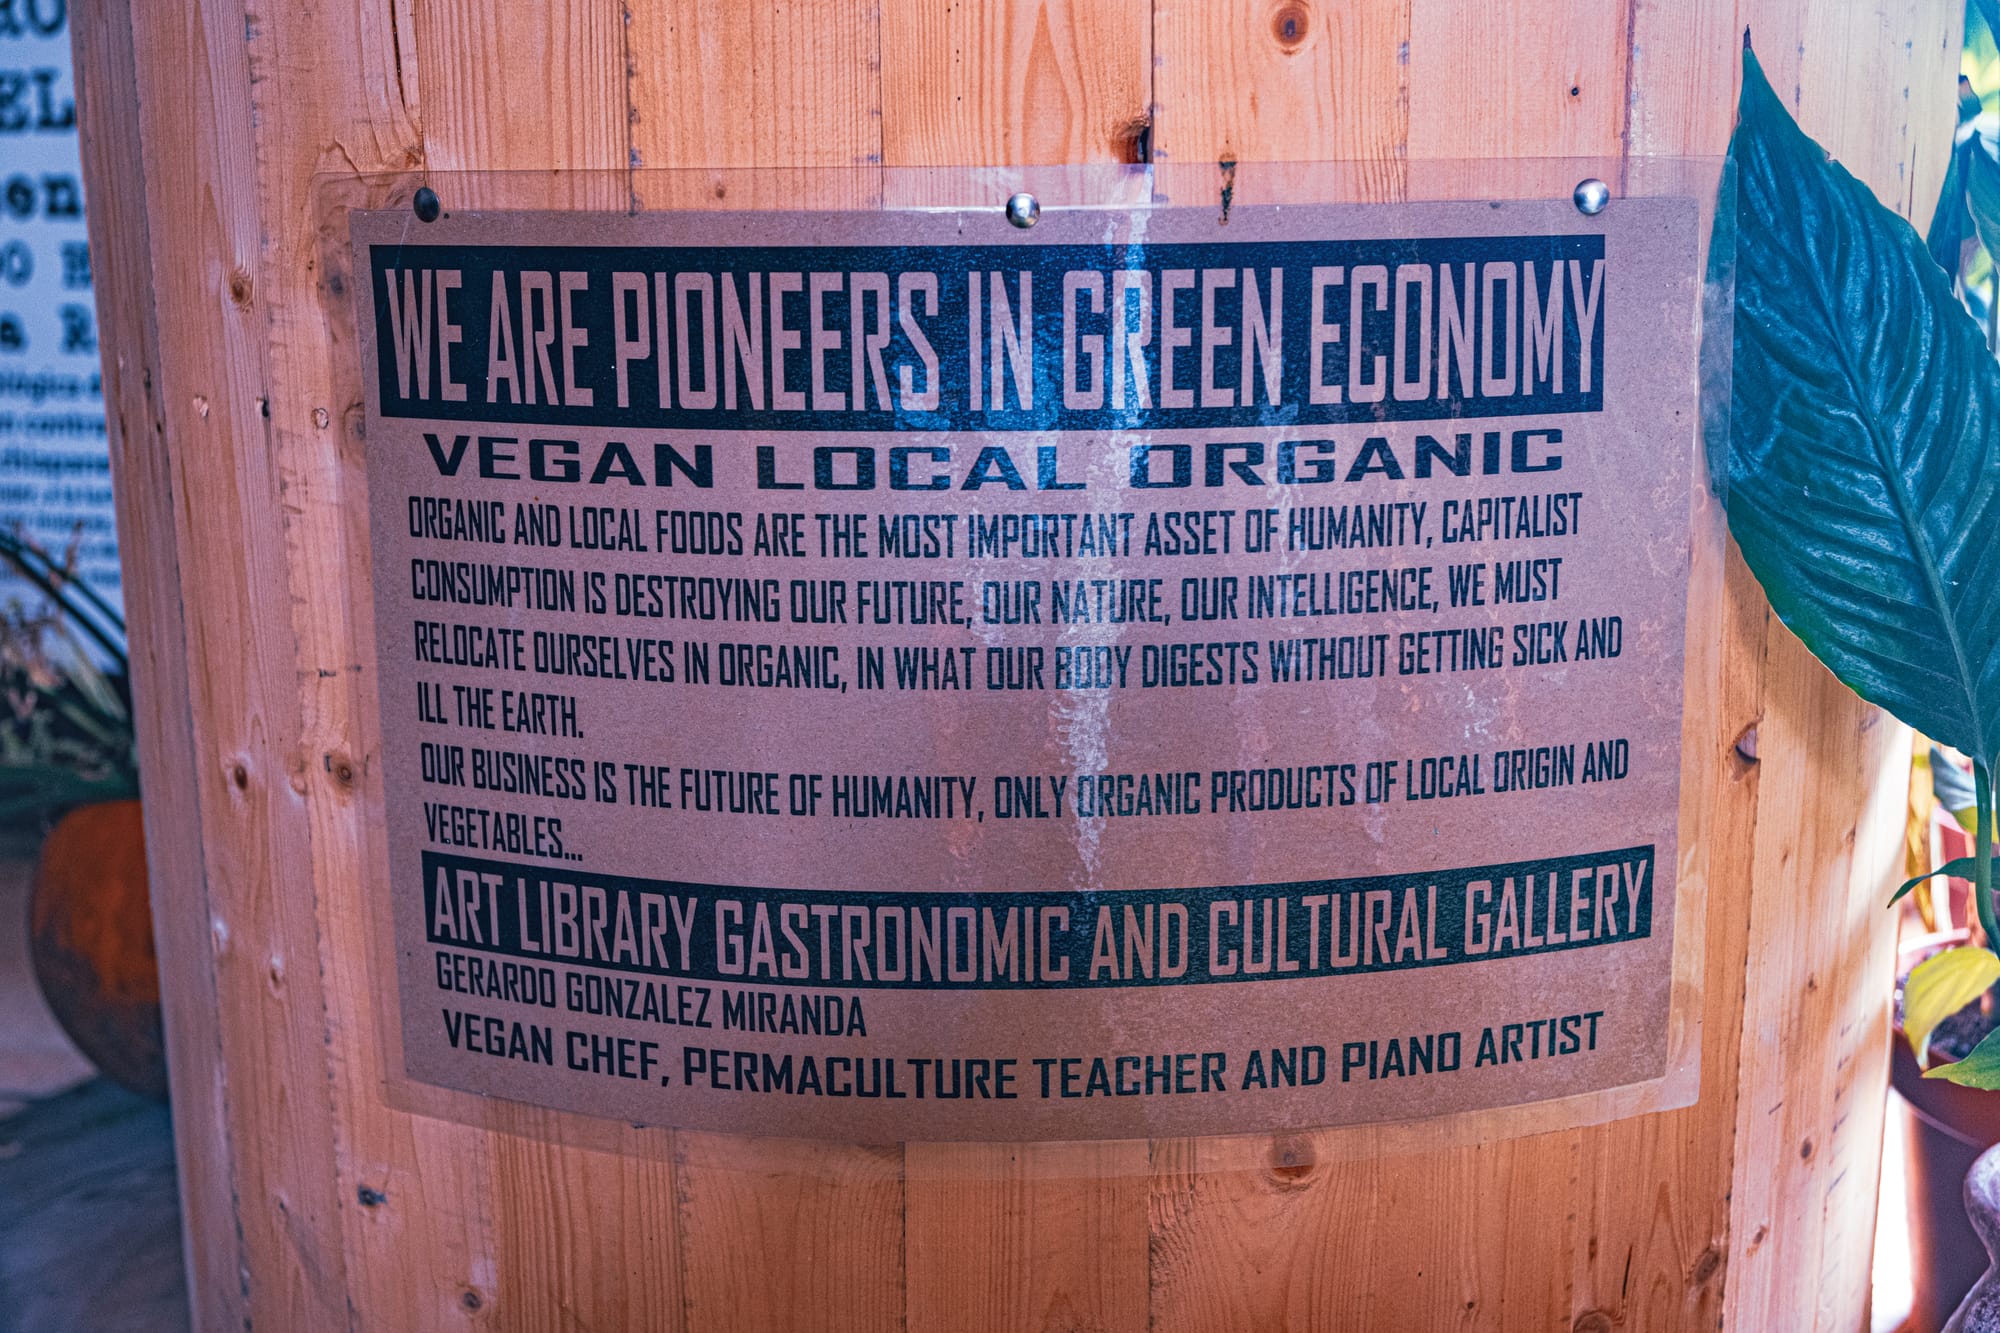 WE ARE PIONEERS IN GREEN ECONOMY
VEGAN LOCAL ORGANIC
ORGANIC AND LOCAL FOODS ARE THE MOST IMPORTANT ASSET OF HUMANITY, CAPITALIST
CONSUMPTION IS DESTROYING OUR FUTURE, OUR NATURE, OUR INTELLIGENCE, WE MUST
RELOCATE OURSELVES IN ORGANIC, IN WHAT OUR BODY DIGESTS WITHOUT GETTING SICK AND
ILL THE EARTH.
OUR BUSINESS IS THE FUTURE OF HUMANITY, ONLY ORGANIC PRODUCTS OF LOCAL ORIGIN AND
VEGETABLES...
ART LIBRARY GASTRONOMIC AND CULTURAL GALLERY
GERARDO GONZALEZ MIRANDA
VEGAN CHEF, PERMACULTURE TEACHER AND PIANO ARTIST